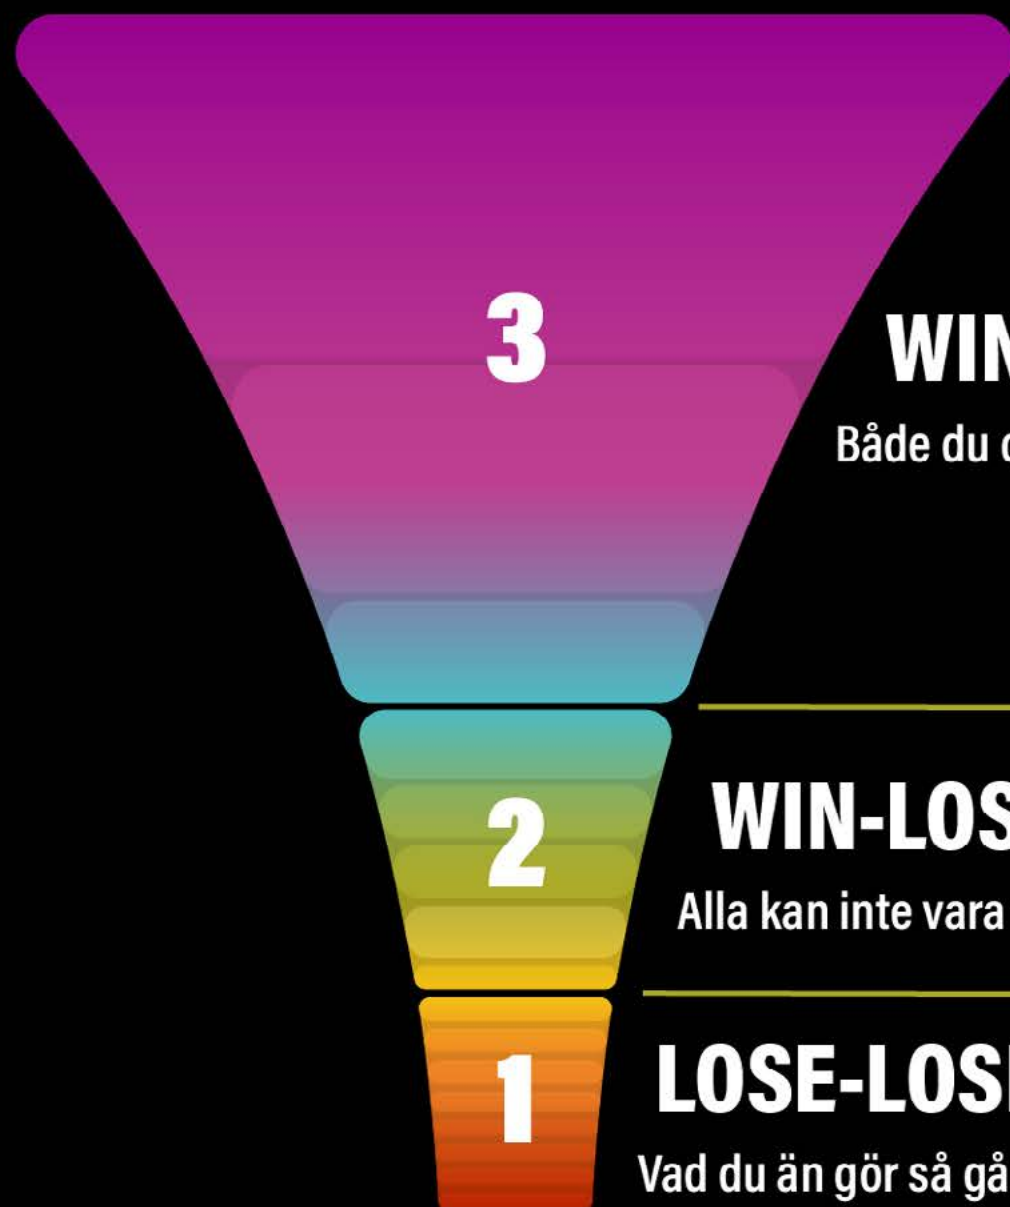 3
WIN
Både du
2
WIN-LOS
Alla kan inte vara
1
LOSE-LOS
Vad du än gör så gå